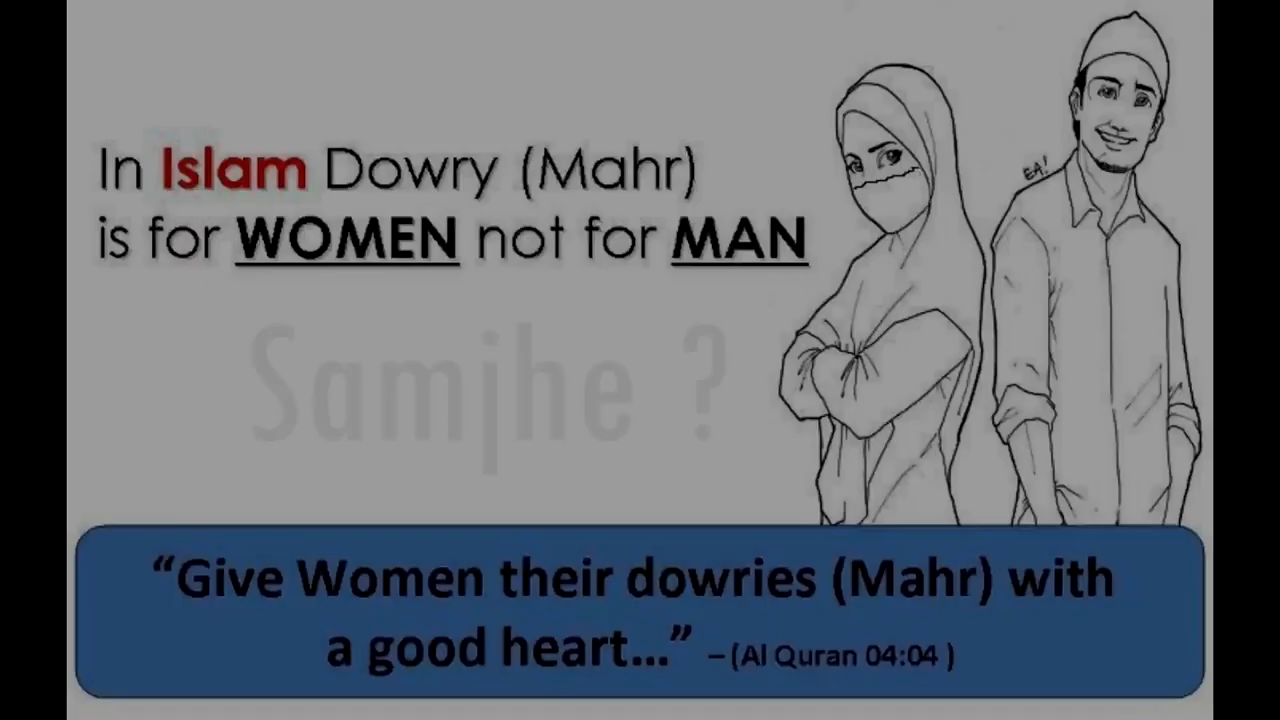 In Islam Dowry (Mahr)
is for WOMEN not for MAN
EA!
Samjhe ?
“Give Women their dowries (Mahr) with
a good heart...” – (Al Quran 04:04 )